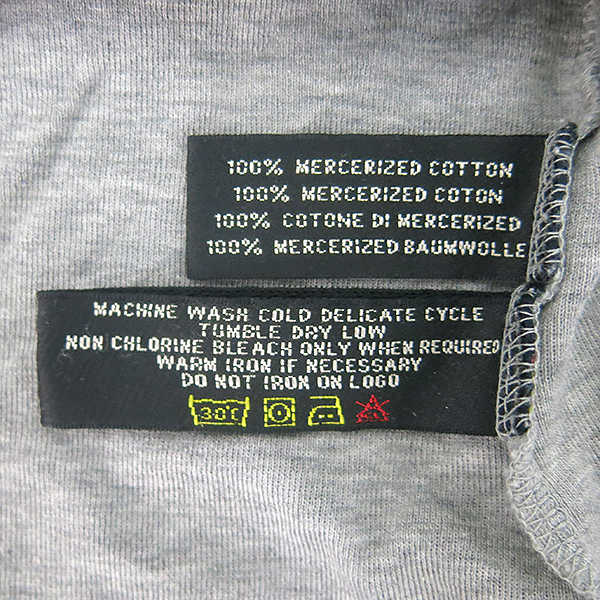 100% MERCERIZED COTTON
100% MERCERIZED COTON
100% COTONE DI MERCERIZED
100% MERCERIZED BAUMWOLLE
MACHINE WASH COLD DELICATE CYCLE
TUMBLE DRY LOW
NON CHLORINE BLEACH ONLY WHEN REQUIRED
WARM IRON IF NECESSARY
DO NOT IRON ON LOGO
30°C